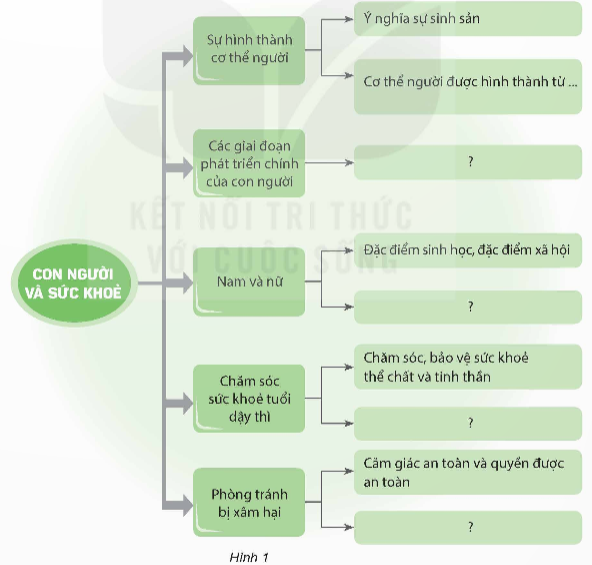 Ý nghĩa sự sinh sản
Sự hình thành
cơ thể người
Cơ thể người được hình thành từ ...
Các giai đoạn
phát triển chính
của con người
?
KẾT NỐI TRI THỨC
VỚI CUỘC SỐNG
CON NGƯỜI
VÀ SỨC KHOẺ
Nam và nữ
Đặc điểm sinh học, đặc điểm xã hội
?
Chăm sóc
sức khoẻ tuổi
dậy thì
Chăm sóc, bảo vệ sức khoẻ
thể chất và tinh thần
?
Phòng tránh
bị xâm hại
Cảm giác an toàn và quyền được
an toàn
?
Hình 1